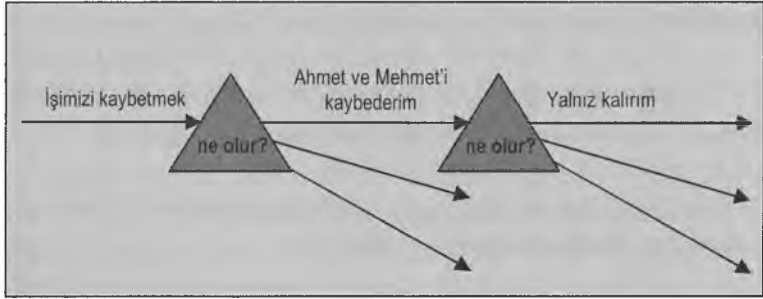 İşimizi kaybetmek
ne olur?
Ahmet ve Mehmet'i
kaybederim
ne olur?
Yalnız kalırım